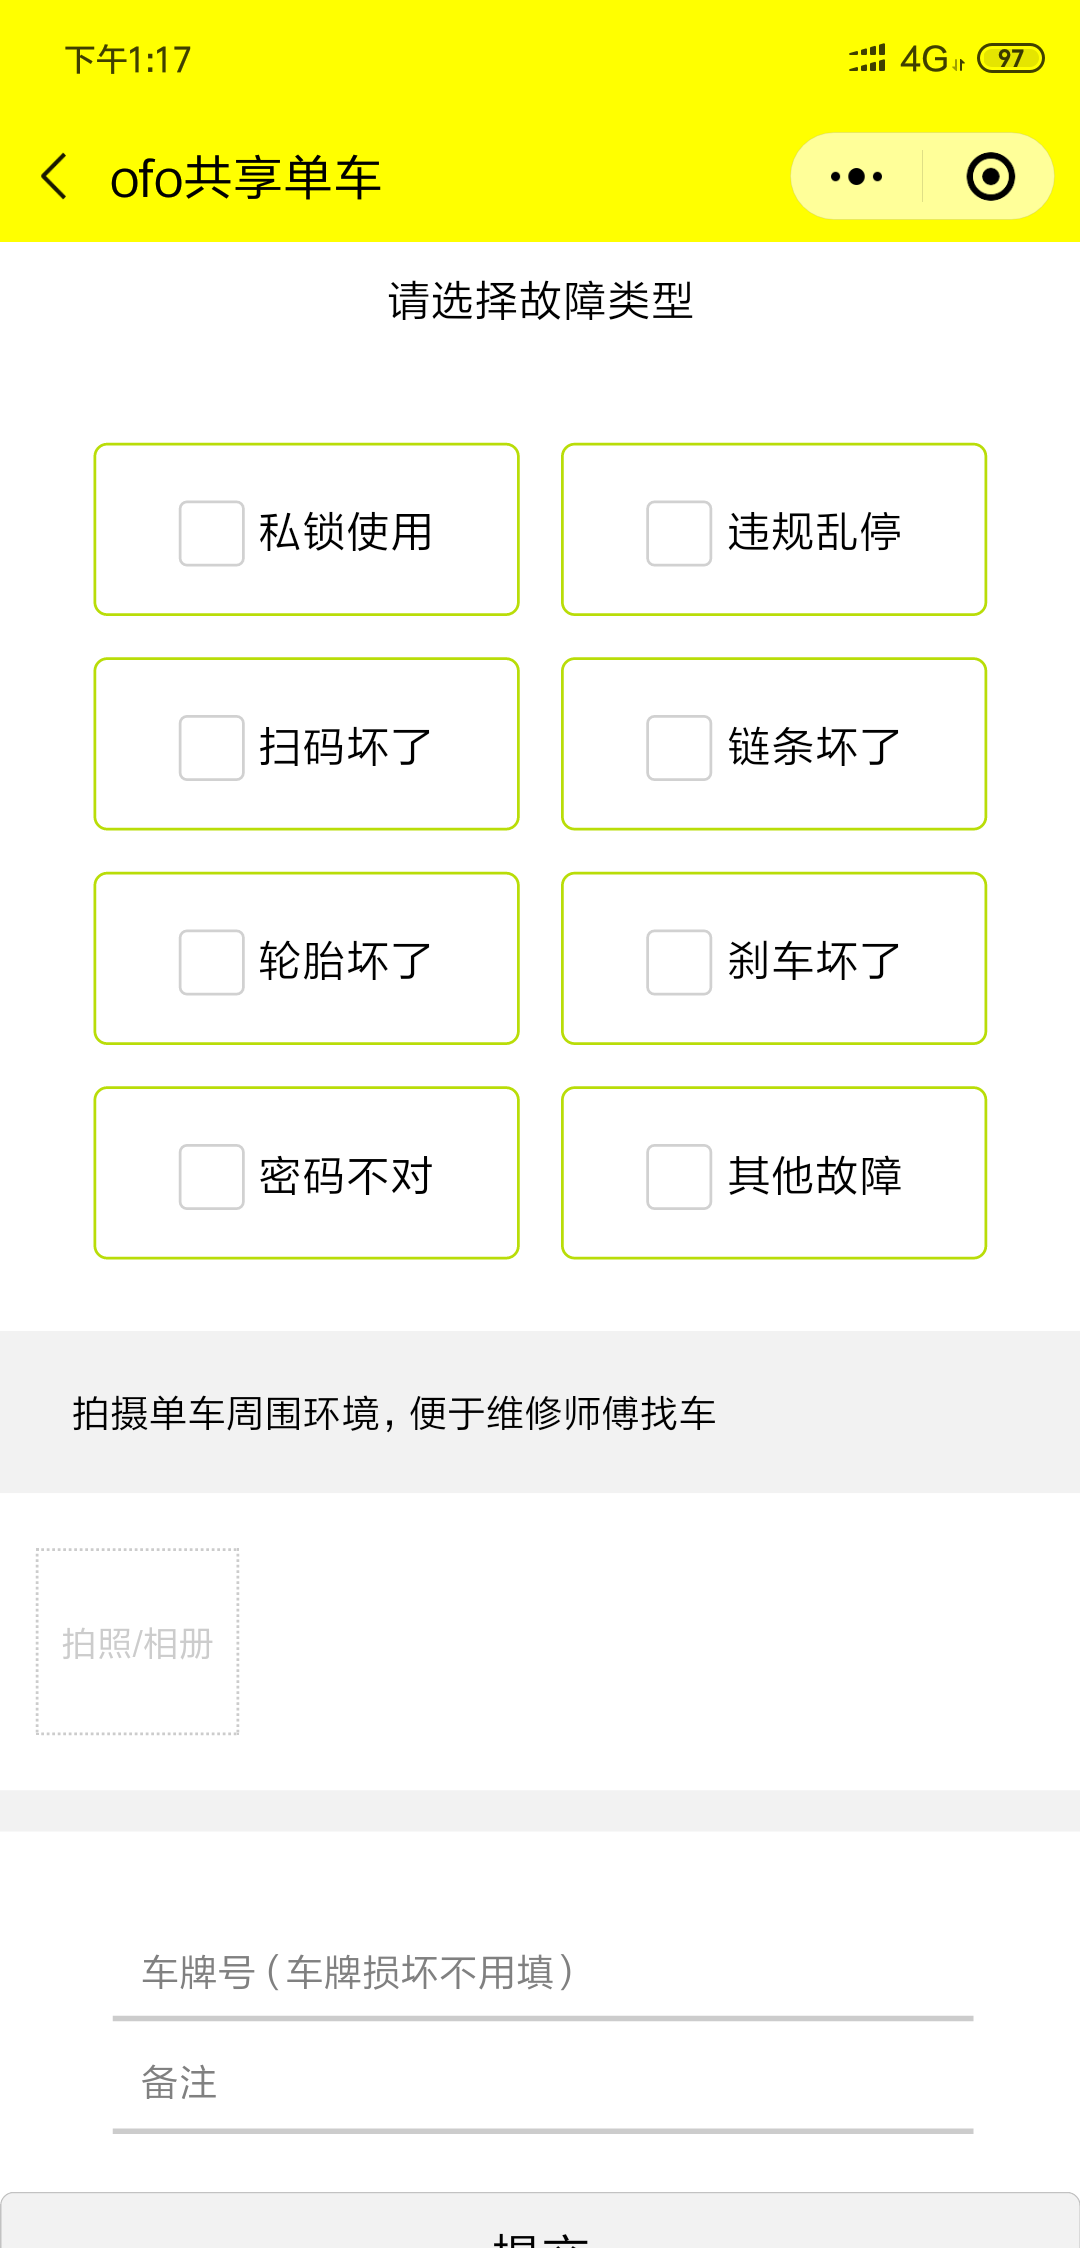 下午1:17
4G 97
ofo共享单车
请选择故障类型
私锁使用 违规乱停
扫码坏了 链条坏了
轮胎坏了 刹车坏了
密码不对 其他故障
拍摄单车周围环境，便于维修师傅找车
拍照/相册
车牌号（车牌损坏不用填）
备注